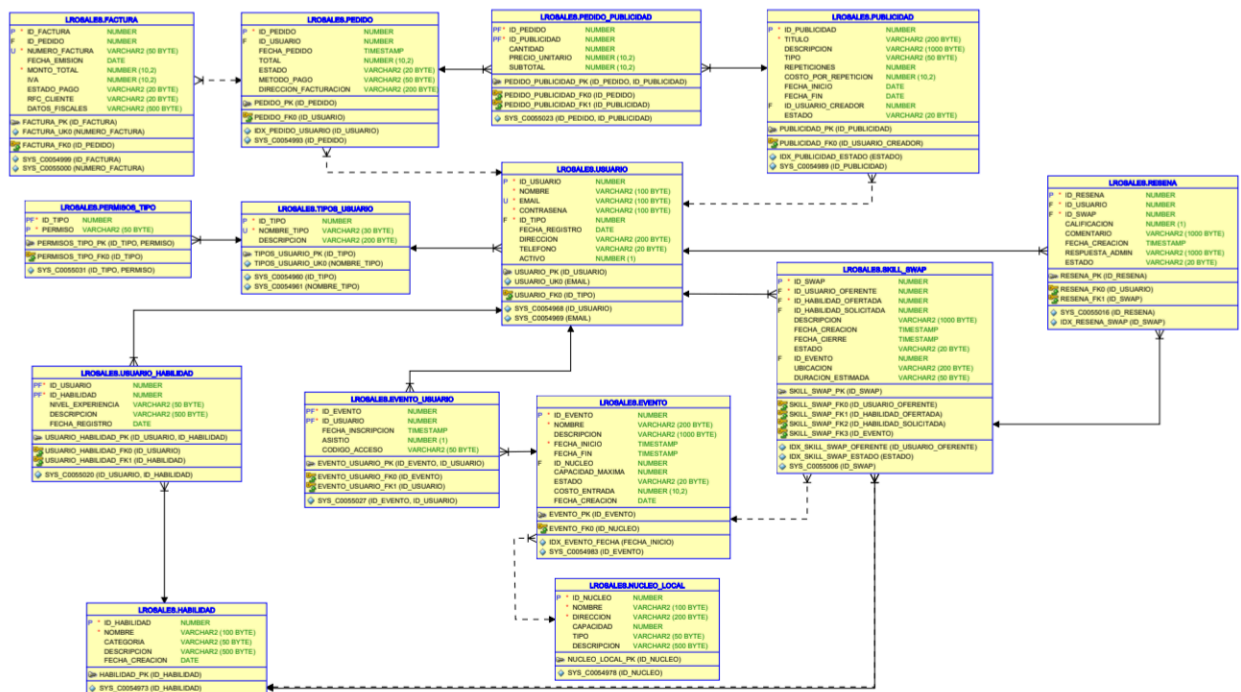 LROSALES.FACTURA
P * ID_FACTURA NUMBER
F ID_PEDIDO NUMBER
U * NUMERO_FACTURA VARCHAR2 (50 BYTE)
FECHA_EMISION DATE
* MONTO_TOTAL NUMBER (10,2)
IVA NUMBER (10,2)
ESTADO_PAGO VARCHAR2 (20 BYTE)
RFC_CLIENTE VARCHAR2 (20 BYTE)
DATOS_FISCALES VARCHAR2 (500 BYTE)
FACTURA_PK (ID_FACTURA)
FACTURA_UK0 (NUMERO_FACTURA)
FACTURA_FK0 (ID_PEDIDO)
SYS_C0054999 (ID_FACTURA)
SYS_C0055000 (NUMERO_FACTURA)
LROSALES.PEDIDO
P * ID_PEDIDO NUMBER
F ID_USUARIO NUMBER
FECHA_PEDIDO TIMESTAMP
TOTAL NUMBER (10,2)
ESTADO VARCHAR2 (20 BYTE)
METODO_PAGO VARCHAR2 (50 BYTE)
DIRECCION_FACTURACION VARCHAR2 (200 BYTE)
PEDIDO_PK (ID_PEDIDO)
PEDIDO_FK0 (ID_USUARIO)
IDX_PEDIDO_USUARIO (ID_USUARIO)
SYS_C0054993 (ID_PEDIDO)
LROSALES.PEDIDO_PUBLICIDAD
PF* ID_PEDIDO NUMBER
PF* ID_PUBLICIDAD NUMBER
CANTIDAD NUMBER
PRECIO_UNITARIO NUMBER (10,2)
SUBTOTAL NUMBER (10,2)
PEDIDO_PUBLICIDAD_PK (ID_PEDIDO, ID_PUBLICIDAD)
PEDIDO_PUBLICIDAD_FK0 (ID_PEDIDO)
PEDIDO_PUBLICIDAD_FK1 (ID_PUBLICIDAD)
SYS_C0055023 (ID_PEDIDO, ID_PUBLICIDAD)
LROSALES.PUBLICIDAD
P * ID_PUBLICIDAD NUMBER
* TITULO VARCHAR2 (200 BYTE)
DESCRIPCION VARCHAR2 (1000 BYTE)
TIPO VARCHAR2 (50 BYTE)
REPETICIONES NUMBER
COSTO_POR_REPETICION NUMBER (10,2)
FECHA_INICIO DATE
FECHA_FIN DATE
F ID_USUARIO_CREADOR NUMBER
ESTADO VARCHAR2 (20 BYTE)
PUBLICIDAD_PK (ID_PUBLICIDAD)
PUBLICIDAD_FK0 (ID_USUARIO_CREADOR)
IDX_PUBLICIDAD_ESTADO (ESTADO)
SYS_C0054989 (ID_PUBLICIDAD)
LROSALES.USUARIO
P * ID_USUARIO NUMBER
* NOMBRE VARCHAR2 (100 BYTE)
U * EMAIL VARCHAR2 (100 BYTE)
* CONTRASENA VARCHAR2 (100 BYTE)
F * ID_TIPO NUMBER
FECHA_REGISTRO DATE
DIRECCION VARCHAR2 (200 BYTE)
TELEFONO VARCHAR2 (20 BYTE)
ACTIVO NUMBER (1)
USUARIO_PK (ID_USUARIO)
USUARIO_UK0 (EMAIL)
USUARIO_FK0 (ID_TIPO)
SYS_C0054968 (ID_USUARIO)
SYS_C0054969 (EMAIL)
LROSALES.RESENA
P * ID_RESENA NUMBER
F * ID_USUARIO NUMBER
F * ID_SWAP NUMBER
CALIFICACION NUMBER (1)
COMENTARIO VARCHAR2 (1000 BYTE)
FECHA_CREACION TIMESTAMP
RESPUESTA_ADMIN VARCHAR2 (1000 BYTE)
ESTADO VARCHAR2 (20 BYTE)
RESENA_PK (ID_RESENA)
RESENA_FK0 (ID_USUARIO)
RESENA_FK1 (ID_SWAP)
SYS_C0055016 (ID_RESENA)
IDX_RESENA_SWAP (ID_SWAP)
LROSALES.PERMISOS_TIPO
PF* ID_TIPO NUMBER
P * PERMISO VARCHAR2 (50 BYTE)
PERMISOS_TIPO_PK (ID_TIPO, PERMISO)
PERMISOS_TIPO_FK0 (ID_TIPO)
SYS_C0055031 (ID_TIPO, PERMISO)
LROSALES.TIPOS_USUARIO
P * ID_TIPO NUMBER
U * NOMBRE_TIPO VARCHAR2 (30 BYTE)
DESCRIPCION VARCHAR2 (200 BYTE)
TIPOS_USUARIO_PK (ID_TIPO)
TIPOS_USUARIO_UK0 (NOMBRE_TIPO)
SYS_C0054960 (ID_TIPO)
SYS_C0054961 (NOMBRE_TIPO)
LROSALES.SKILL_SWAP
P * ID_SWAP NUMBER
F * ID_USUARIO_OFERENTE NUMBER
F * ID_HABILIDAD_OFERTADA NUMBER
F ID_HABILIDAD_SOLICITADA NUMBER
DESCRIPCION VARCHAR2 (1000 BYTE)
FECHA_CREACION TIMESTAMP
FECHA_CIERRE TIMESTAMP
ESTADO VARCHAR2 (20 BYTE)
F ID_EVENTO NUMBER
UBICACION VARCHAR2 (200 BYTE)
DURACION_ESTIMADA VARCHAR2 (50 BYTE)
SKILL_SWAP_PK (ID_SWAP)
SKILL_SWAP_FK0 (ID_USUARIO_OFERENTE)
SKILL_SWAP_FK1 (ID_HABILIDAD_OFERTADA)
SKILL_SWAP_FK2 (ID_HABILIDAD_SOLICITADA)
SKILL_SWAP_FK3 (ID_EVENTO)
IDX_SKILL_SWAP_OFERENTE (ID_USUARIO_OFERENTE)
IDX_SKILL_SWAP_ESTADO (ESTADO)
SYS_C0055006 (ID_SWAP)
LROSALES.USUARIO_HABILIDAD
PF* ID_USUARIO NUMBER
PF* ID_HABILIDAD NUMBER
NIVEL_EXPERIENCIA VARCHAR2 (50 BYTE)
DESCRIPCION VARCHAR2 (500 BYTE)
FECHA_REGISTRO DATE
USUARIO_HABILIDAD_PK (ID_USUARIO, ID_HABILIDAD)
USUARIO_HABILIDAD_FK0 (ID_USUARIO)
USUARIO_HABILIDAD_FK1 (ID_HABILIDAD)
SYS_C0055020 (ID_USUARIO, ID_HABILIDAD)
LROSALES.EVENTO_USUARIO
PF* ID_EVENTO NUMBER
PF* ID_USUARIO NUMBER
FECHA_INSCRIPCION TIMESTAMP
ASISTIO NUMBER (1)
CODIGO_ACCESO VARCHAR2 (50 BYTE)
EVENTO_USUARIO_PK (ID_EVENTO, ID_USUARIO)
EVENTO_USUARIO_FK0 (ID_EVENTO)
EVENTO_USUARIO_FK1 (ID_USUARIO)
SYS_C0055027 (ID_EVENTO, ID_USUARIO)
LROSALES.EVENTO
P * ID_EVENTO NUMBER
* NOMBRE VARCHAR2 (200 BYTE)
DESCRIPCION VARCHAR2 (1000 BYTE)
* FECHA_INICIO TIMESTAMP
FECHA_FIN TIMESTAMP
F ID_NUCLEO NUMBER
CAPACIDAD_MAXIMA NUMBER
ESTADO VARCHAR2 (20 BYTE)
COSTO_ENTRADA NUMBER (10,2)
FECHA_CREACION DATE
EVENTO_PK (ID_EVENTO)
EVENTO_FK0 (ID_NUCLEO)
IDX_EVENTO_FECHA (FECHA_INICIO)
SYS_C0054983 (ID_EVENTO)
LROSALES.NUCLEO_LOCAL
P * ID_NUCLEO NUMBER
* NOMBRE VARCHAR2 (100 BYTE)
* DIRECCION VARCHAR2 (200 BYTE)
CAPACIDAD NUMBER
TIPO VARCHAR2 (50 BYTE)
DESCRIPCION VARCHAR2 (500 BYTE)
NUCLEO_LOCAL_PK (ID_NUCLEO)
SYS_C0054978 (ID_NUCLEO)
LROSALES.HABILIDAD
P * ID_HABILIDAD NUMBER
* NOMBRE VARCHAR2 (100 BYTE)
CATEGORIA VARCHAR2 (50 BYTE)
DESCRIPCION VARCHAR2 (500 BYTE)
FECHA_CREACION DATE
HABILIDAD_PK (ID_HABILIDAD)
SYS_C0054973 (ID_HABILIDAD)